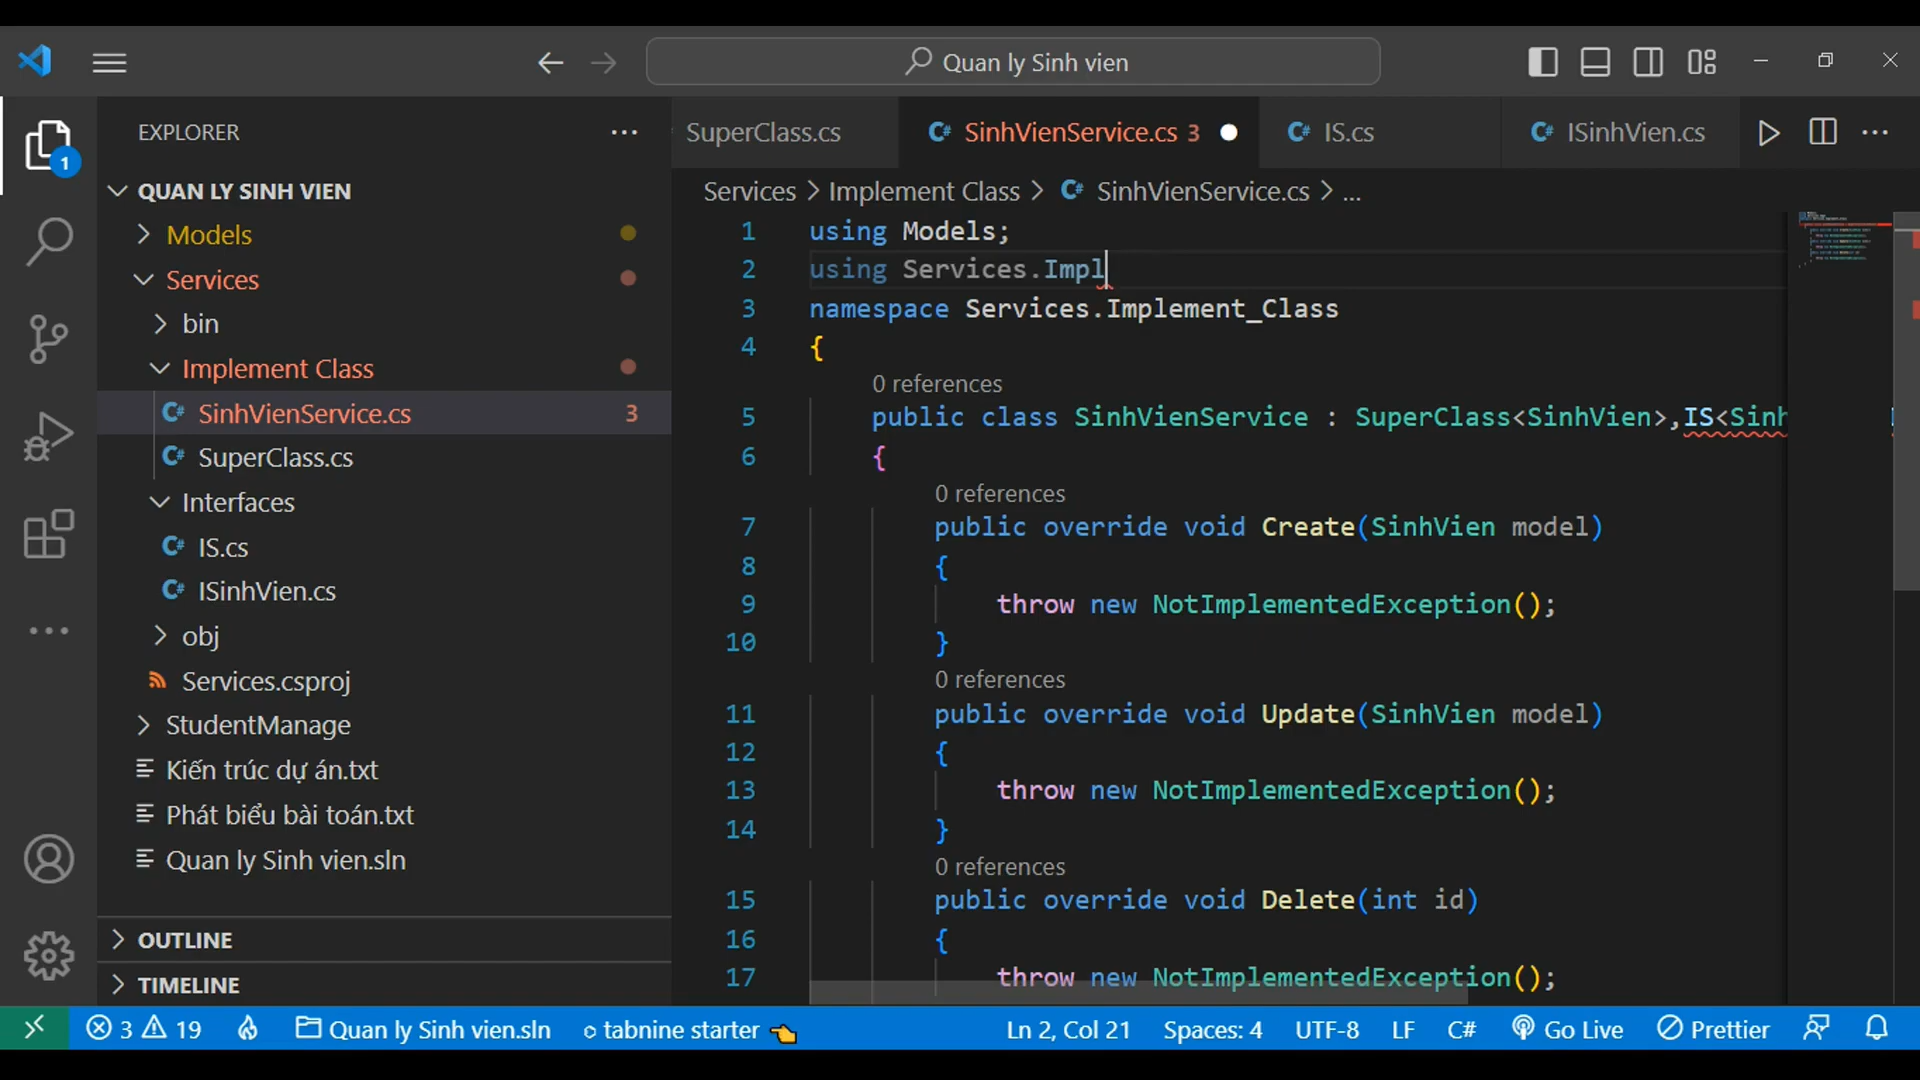 Quan ly Sinh vien
EXPLORER
SuperClass.cs
SinhVienService.cs 3
IS.cs
ISinhVien.cs
1
QUAN LY SINH VIEN
Models
Services
bin
Implement Class
SinhVienService.cs 3
SuperClass.cs
Interfaces
IS.cs
ISinhVien.cs
obj
Services.csproj
StudentManage
Kiến trúc dự án.txt
Phát biểu bài toán.txt
Quan ly Sinh vien.sln
OUTLINE
TIMELINE
Services > Implement Class > SinhVienService.cs > ...
1 using Models;
2 using Services.Impl
3 namespace Services.Implement_Class
4 {
0 references
5 public class SinhVienService : SuperClass<SinhVien>,IS<Sinh
6 {
0 references
7 public override void Create(SinhVien model)
8 {
9 throw new NotImplementedException();
10 }
0 references
11 public override void Update(SinhVien model)
12 {
13 throw new NotImplementedException();
14 }
0 references
15 public override void Delete(int id)
16 {
17 throw new NotImplementedException();
3 19 Quan ly Sinh vien.sln tabnine starter Ln 2, Col 21 Spaces: 4 UTF-8 LF C# Go Live Prettier